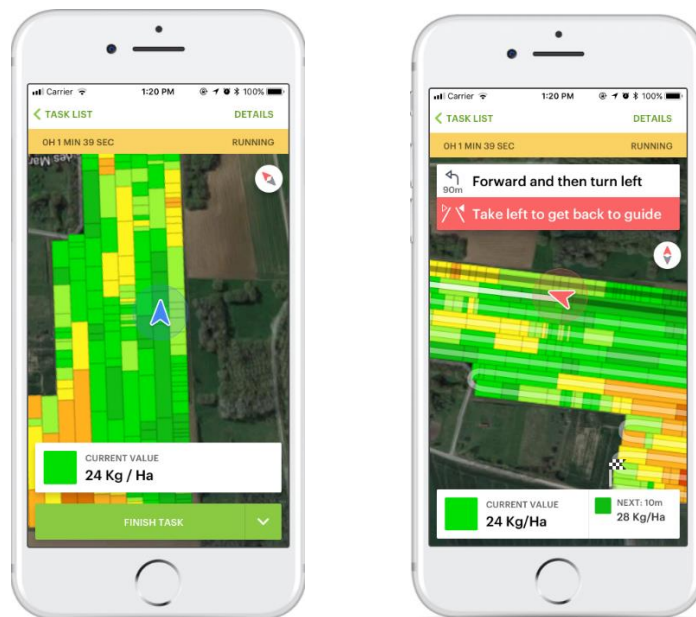 Carrier 1:20 PM 100%
TASK LIST DETAILS
0H 1 MIN 39 SEC RUNNING
des
Mar
CURRENT VALUE
24 Kg / Ha
FINISH TASK
Carrier 1:20 PM 100%
TASK LIST DETAILS
0H 1 MIN 39 SEC RUNNING
90m
Forward and then turn left
Take left to get back to guide
CURRENT VALUE
24 Kg/Ha
NEXT: 10m
28 Kg/Ha